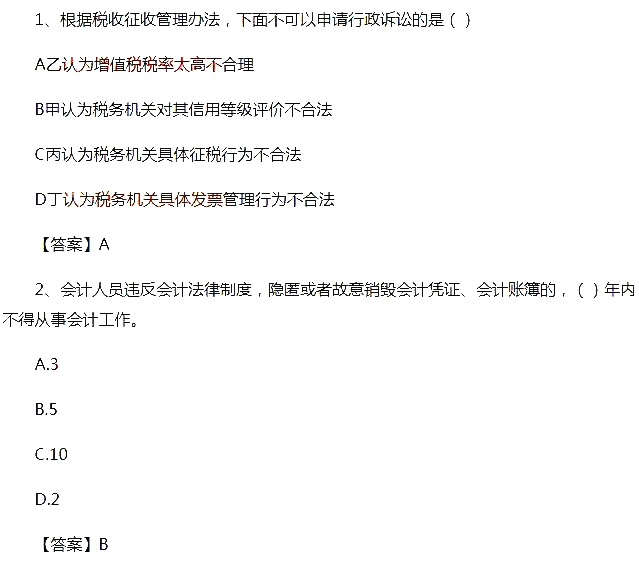 1、根据税收征收管理办法，下面不可以申请行政诉讼的是（ ）
A乙认为增值税税率太高不合理
B甲认为税务机关对其信用等级评价不合法
C丙认为税务机关具体征税行为不合法
D丁认为税务机关具体发票管理行为不合法
【答案】A
2、会计人员违反会计法律制度，隐匿或者故意销毁会计凭证、会计账簿的，（ ）年内
不得从事会计工作。
A.3
B.5
C.10
D.2
【答案】B